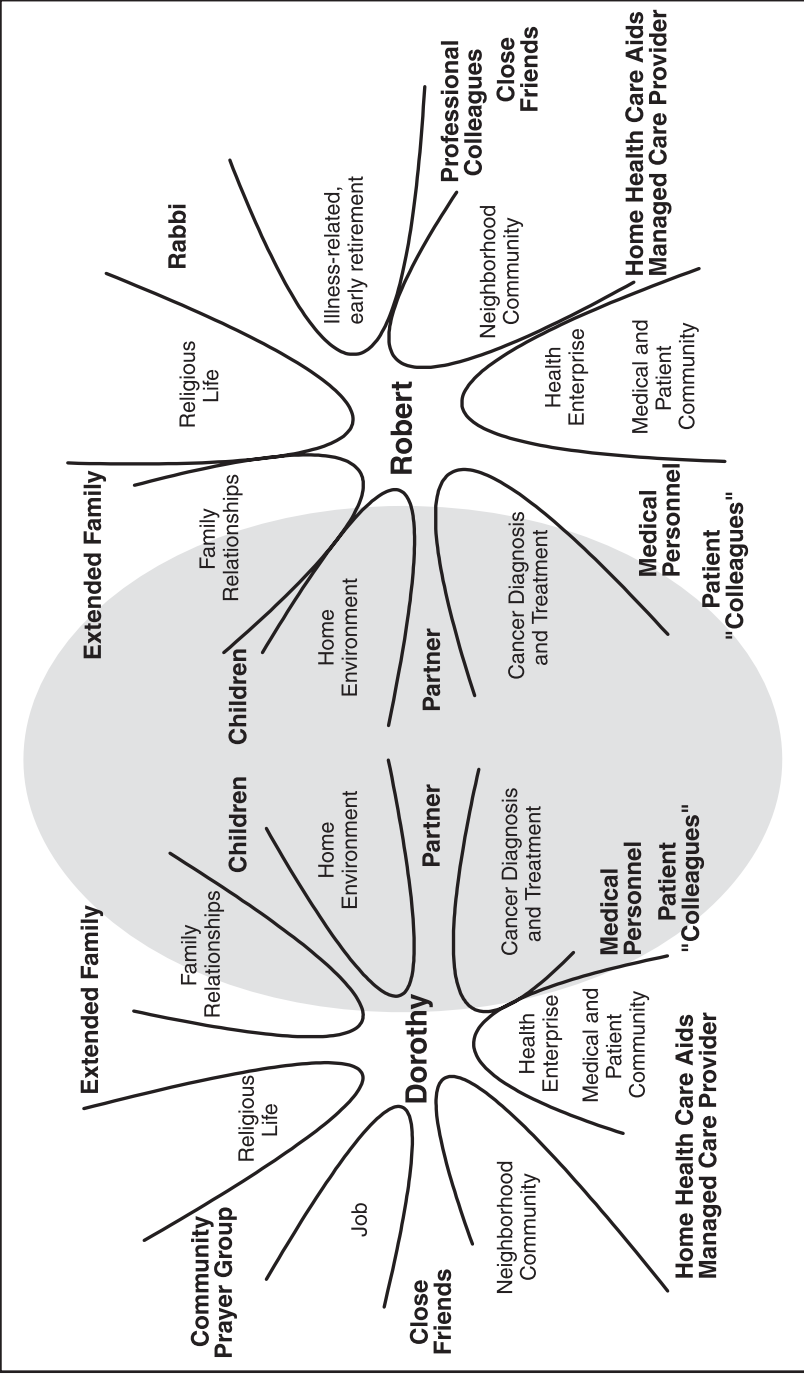 Extended Family
Extended Family
Rabbi
Community
Prayer Group
Religious
Life
Family
Relationships
Children
Children
Family
Relationships
Religious
Life
Illness-related,
early retirement
Job
Home
Environment
Home
Environment
Dorothy
Robert
Close
Friends
Partner
Partner
Professional
Colleagues
Close
Friends
Neighborhood
Community
Cancer Diagnosis
and Treatment
Cancer Diagnosis
and Treatment
Neighborhood
Community
Health
Enterprise
Health
Enterprise
Medical and
Patient
Community
Medical
Personnel
Medical
Personnel
Medical and
Patient
Community
Home Health Care Aids
Managed Care Provider
Patient
"Colleagues"
Patient
"Colleagues"
Home Health Care Aids
Managed Care Provider